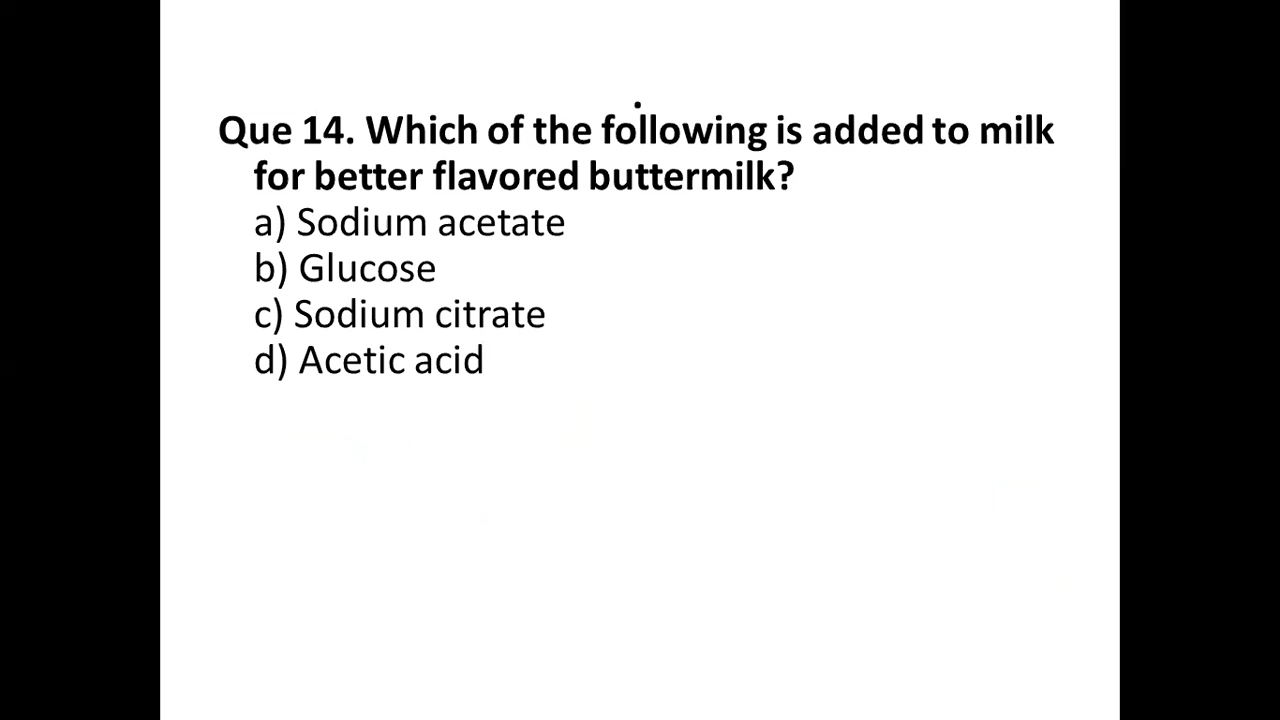 Que 14. Which of the following is added to milk
for better flavored buttermilk?
a) Sodium acetate
b) Glucose
c) Sodium citrate
d) Acetic acid